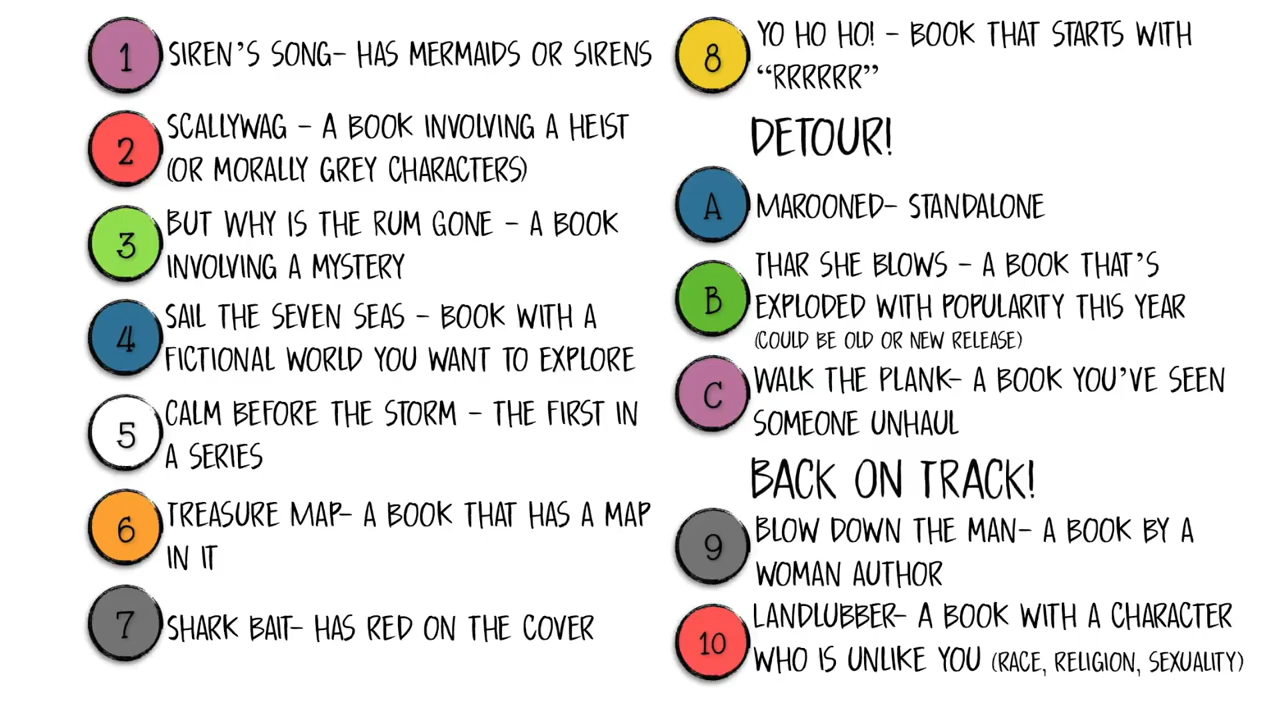 1 SIREN'S SONG- HAS MERMAIDS OR SIRENS
2 SCALLYWAG - A BOOK INVOLVING A HEIST
(OR MORALLY GREY CHARACTERS)
3 BUT WHY IS THE RUM GONE - A BOOK
INVOLVING A MYSTERY
4 SAIL THE SEVEN SEAS - BOOK WITH A
FICTIONAL WORLD YOU WANT TO EXPLORE
5 CALM BEFORE THE STORM - THE FIRST IN
A SERIES
6 TREASURE MAP- A BOOK THAT HAS A MAP
IN IT
7 SHARK BAIT- HAS RED ON THE COVER
8 YO HO HO! - BOOK THAT STARTS WITH
“RRRRRR”
DETOUR!
A MAROONED- STANDALONE
B THAR SHE BLOWS - A BOOK THAT'S
EXPLODED WITH POPULARITY THIS YEAR
(COULD BE OLD OR NEW RELEASE)
C WALK THE PLANK- A BOOK YOU'VE SEEN
SOMEONE UNHAUL
BACK ON TRACK!
9 BLOW DOWN THE MAN- A BOOK BY A
WOMAN AUTHOR
10 LANDLUBBER- A BOOK WITH A CHARACTER
WHO IS UNLIKE YOU (RACE, RELIGION, SEXUALITY)